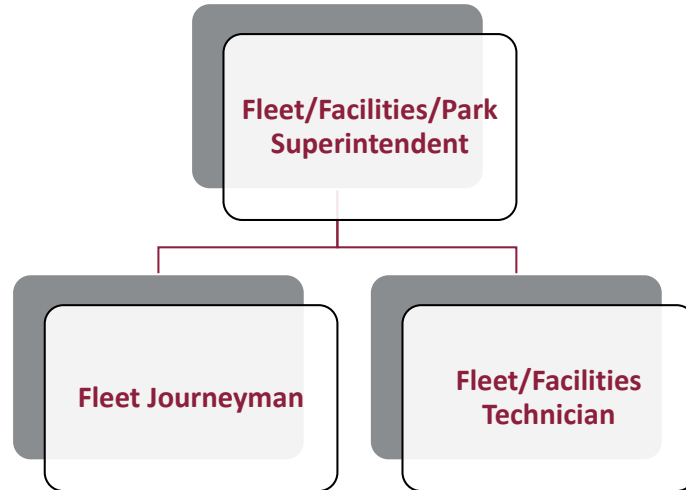 Fleet/Facilities/Park
Superintendent
Fleet Journeyman
Fleet/Facilities
Technician